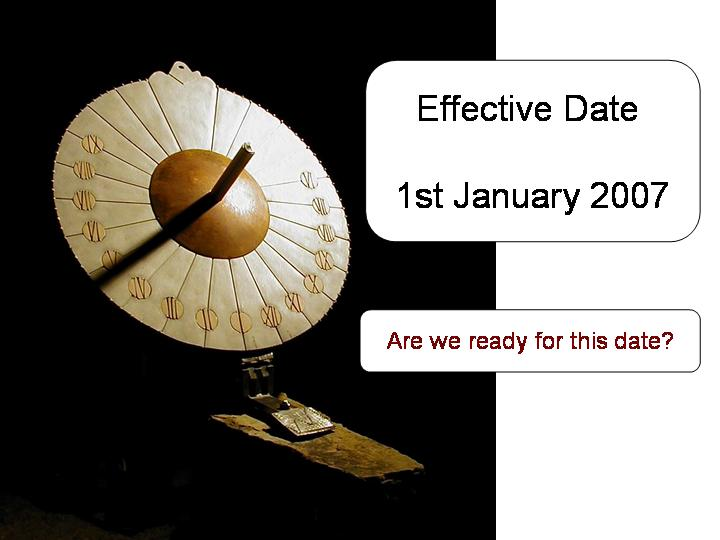 Effective Date
1st January 2007
Are we ready for this date?